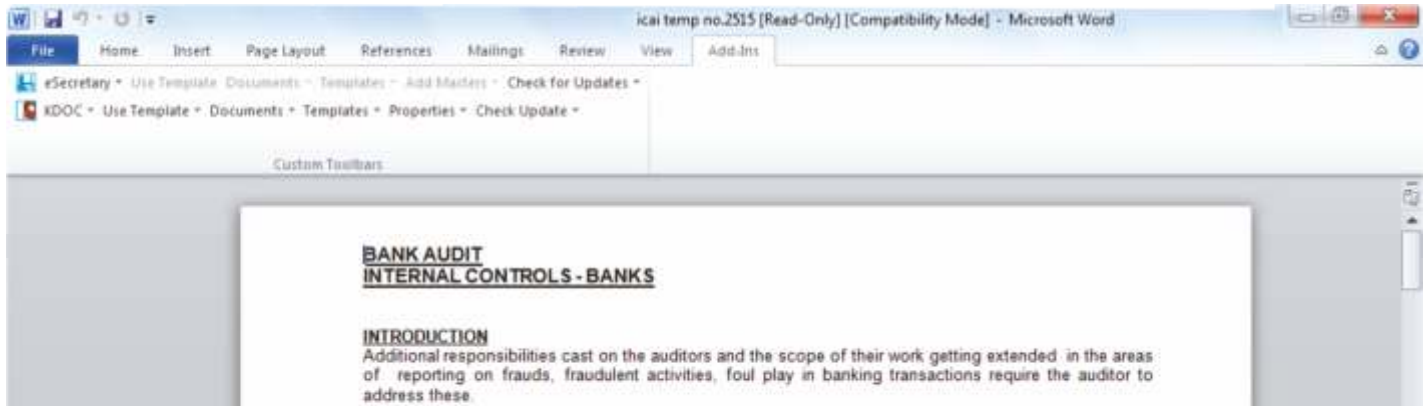 icai temp no.2515 [Read-Only] [Compatibility Mode] - Microsoft Word
File Home Insert Page Layout References Mailings Review View Add-Ins
eSecretary Use Template Documents Templates Add Masters Check for Updates
KDOC Use Template Documents Templates Properties Check Update
Custom Toolbars
BANK AUDIT
INTERNAL CONTROLS - BANKS
INTRODUCTION
Additional responsibilities cast on the auditors and the scope of their work getting extended in the areas
of reporting on frauds, fraudulent activities, foul play in banking transactions require the auditor to
address these.